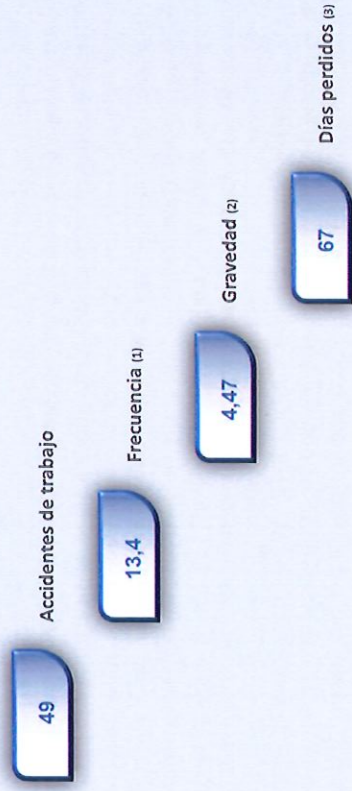 49
Accidentes de trabajo
13,4
Frecuencia (1)
4,47
Gravedad (2)
67
Días perdidos (3)